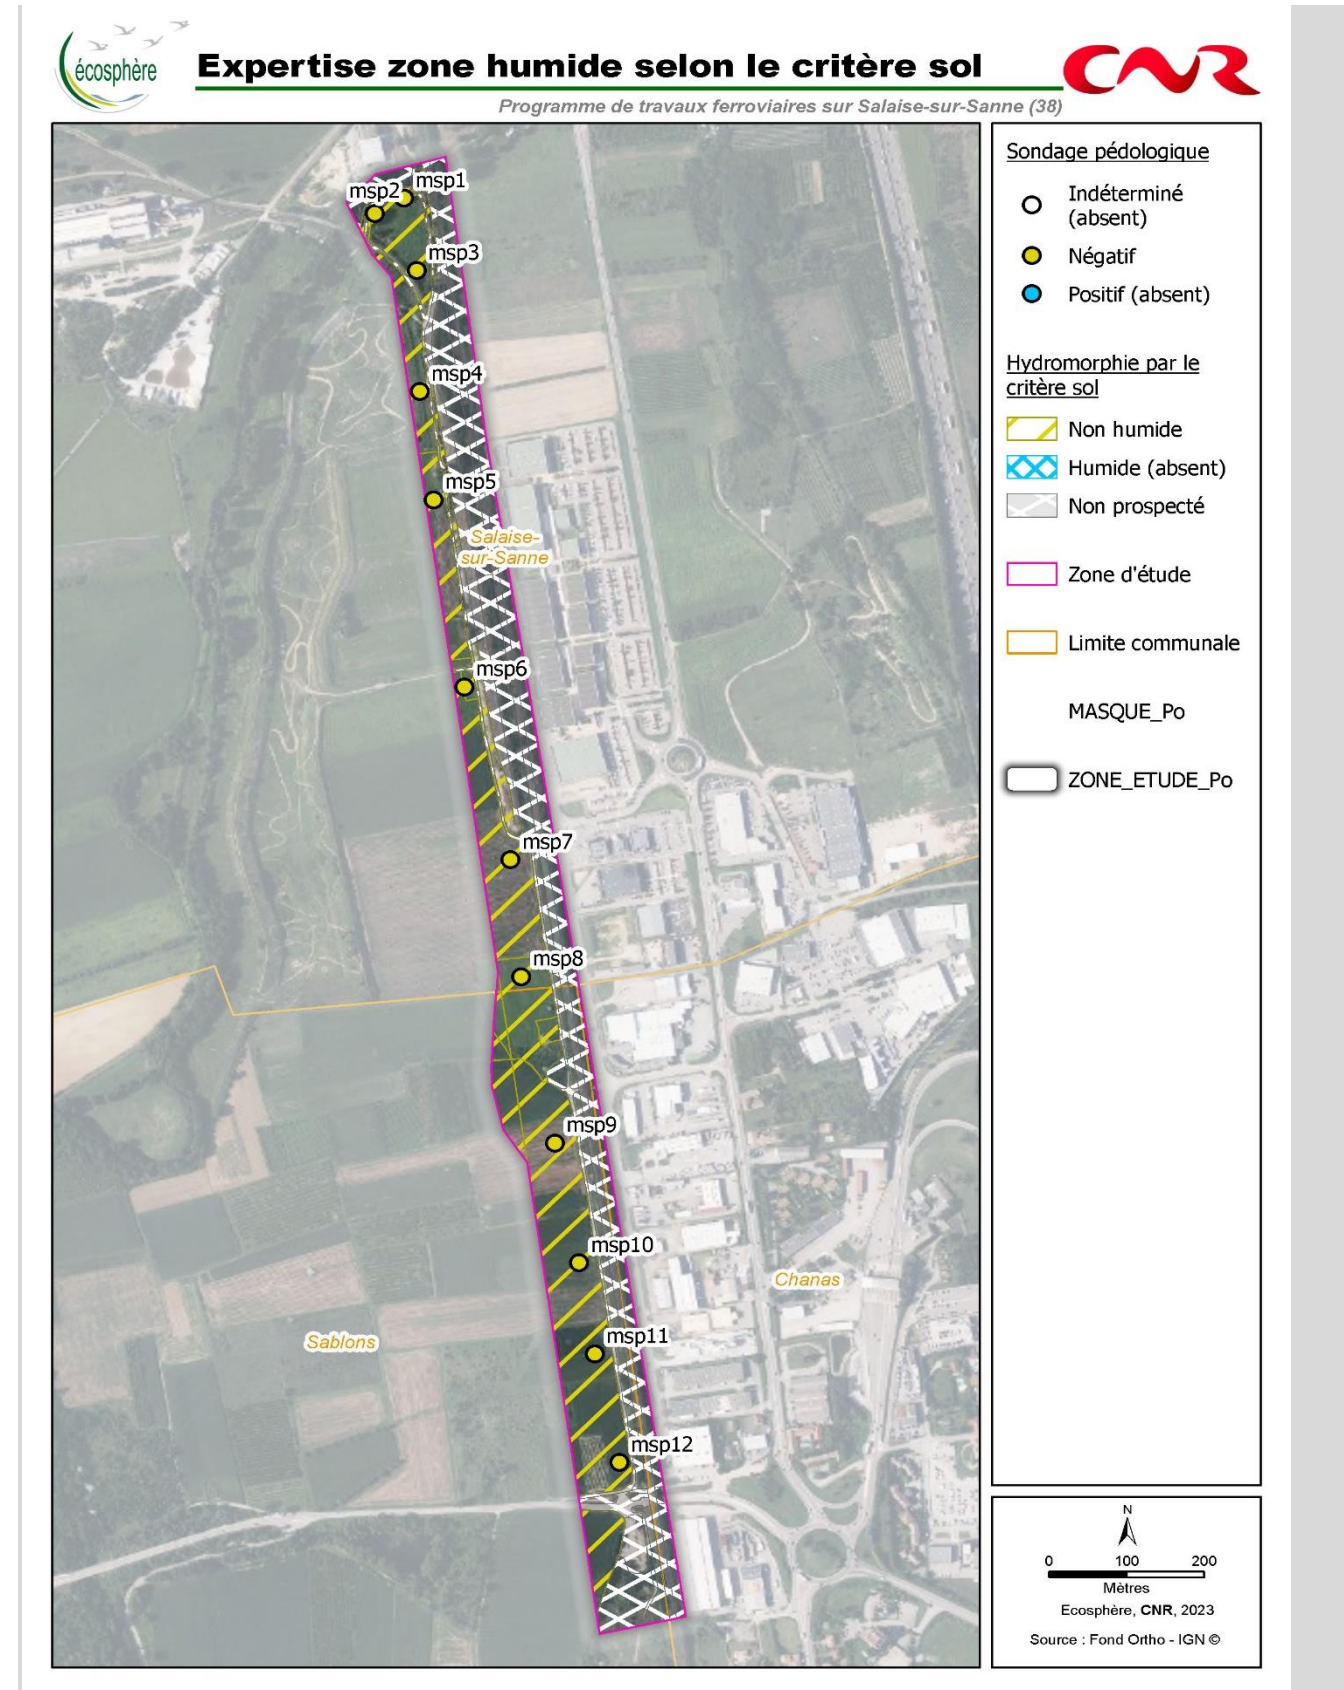 écosphère
Expertise zone humide selon le critère sol
CNR
Programme de travaux ferroviaires sur Salaise-sur-Sanne (38)
msp1
msp2
msp3
msp4
msp5
Salaise-
sur-Sanne
msp6
msp7
msp8
msp9
msp10
Chanas
msp11
Sablons
msp12
Sondage pédologique
Indéterminé
(absent)
Négatif
Positif (absent)
Hydromorphie par le
critère sol
Non humide
Humide (absent)
Non prospecté
Zone d'étude
Limite communale
MASQUE_Po
ZONE_ETUDE_Po
N
0 100 200
Mètres
Ecosphère, CNR, 2023
Source : Fond Ortho - IGN ©